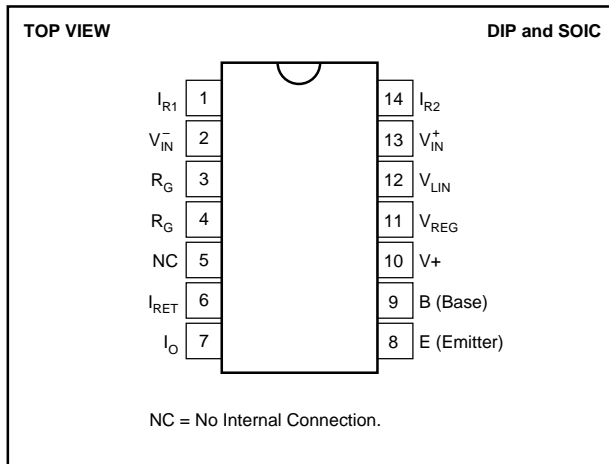 TOP VIEW DIP and SOIC
I_R1 1 14 I_R2
V_IN^– 2 13 V_IN^+
R_G 3 12 V_LIN
R_G 4 11 V_REG
NC 5 10 V+
I_RET 6 9 B (Base)
I_O 7 8 E (Emitter)
NC = No Internal Connection.